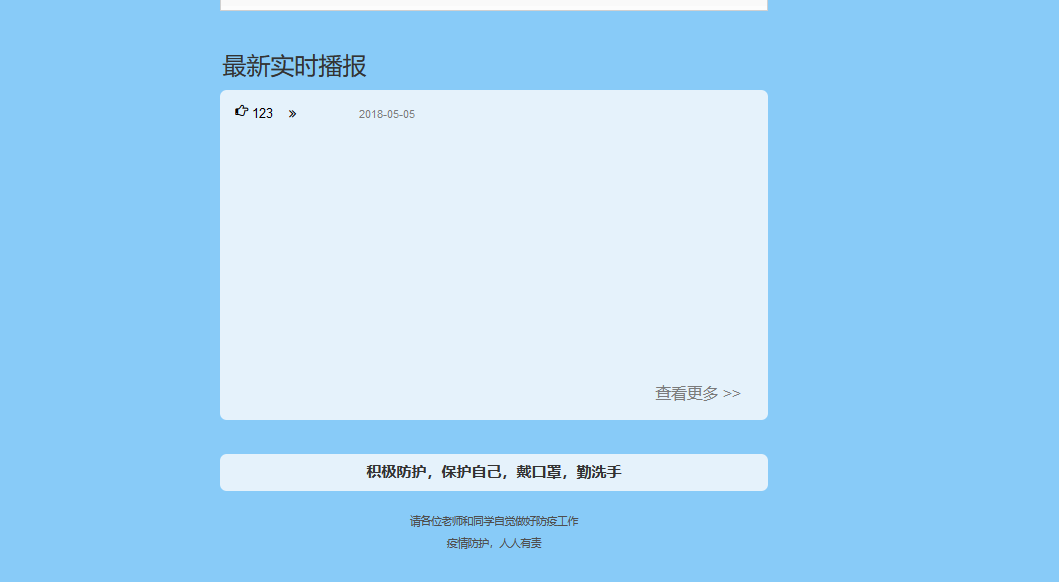 最新实时播报
123 » 2018-05-05
查看更多 >>
积极防护，保护自己，戴口罩，勤洗手
请各位老师和同学自觉做好防疫工作
疫情防护，人人有责